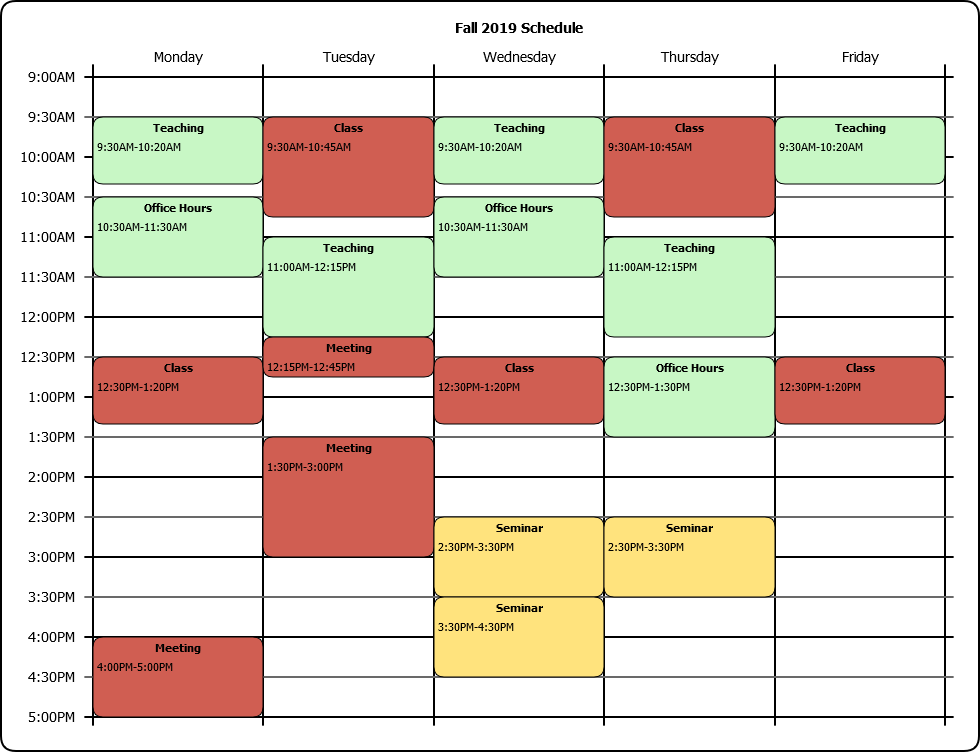 Fall 2019 Schedule
Monday Tuesday Wednesday Thursday Friday
9:00AM
9:30AM
Teaching Class Teaching Class Teaching
9:30AM-10:20AM 9:30AM-10:45AM 9:30AM-10:20AM 9:30AM-10:45AM 9:30AM-10:20AM
10:00AM
10:30AM
Office Hours Office Hours
10:30AM-11:30AM 10:30AM-11:30AM
11:00AM
Teaching Teaching
11:00AM-12:15PM 11:00AM-12:15PM
11:30AM
12:00PM
Meeting
12:30PM
12:15PM-12:45PM
Class Class Office Hours Class
12:30PM-1:20PM 12:30PM-1:20PM 12:30PM-1:30PM 12:30PM-1:20PM
1:00PM
1:30PM
Meeting
1:30PM-3:00PM
2:00PM
2:30PM
Seminar Seminar
2:30PM-3:30PM 2:30PM-3:30PM
3:00PM
3:30PM
Seminar
3:30PM-4:30PM
4:00PM
Meeting
4:00PM-5:00PM
4:30PM
5:00PM